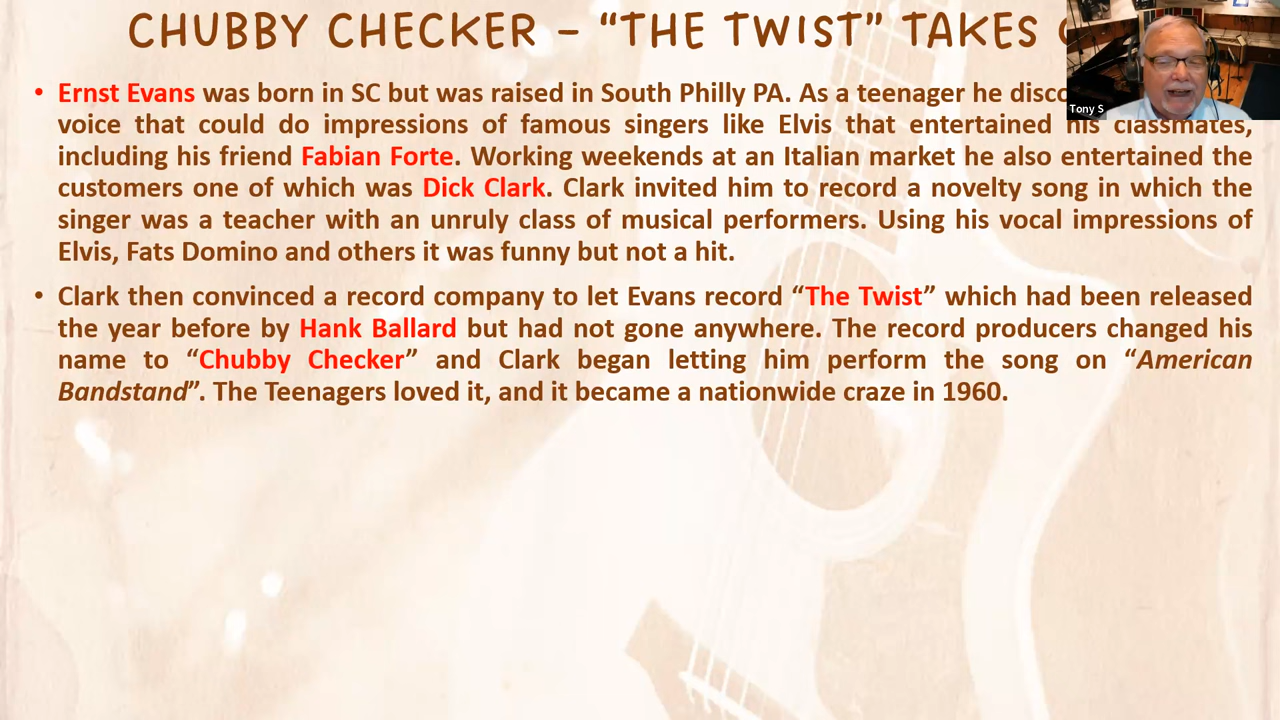 CHUBBY CHECKER – “THE TWIST” TAKES
Tony S
• Ernst Evans was born in SC but was raised in South Philly PA. As a teenager he
voice that could do impressions of famous singers like Elvis that entertained his classmates,
including his friend Fabian Forte. Working weekends at an Italian market he also entertained the
customers one of which was Dick Clark. Clark invited him to record a novelty song in which the
singer was a teacher with an unruly class of musical performers. Using his vocal impressions of
Elvis, Fats Domino and others it was funny but not a hit.
• Clark then convinced a record company to let Evans record “The Twist” which had been released
the year before by Hank Ballard but had not gone anywhere. The record producers changed his
name to “Chubby Checker” and Clark began letting him perform the song on “American
Bandstand”. The Teenagers loved it, and it became a nationwide craze in 1960.